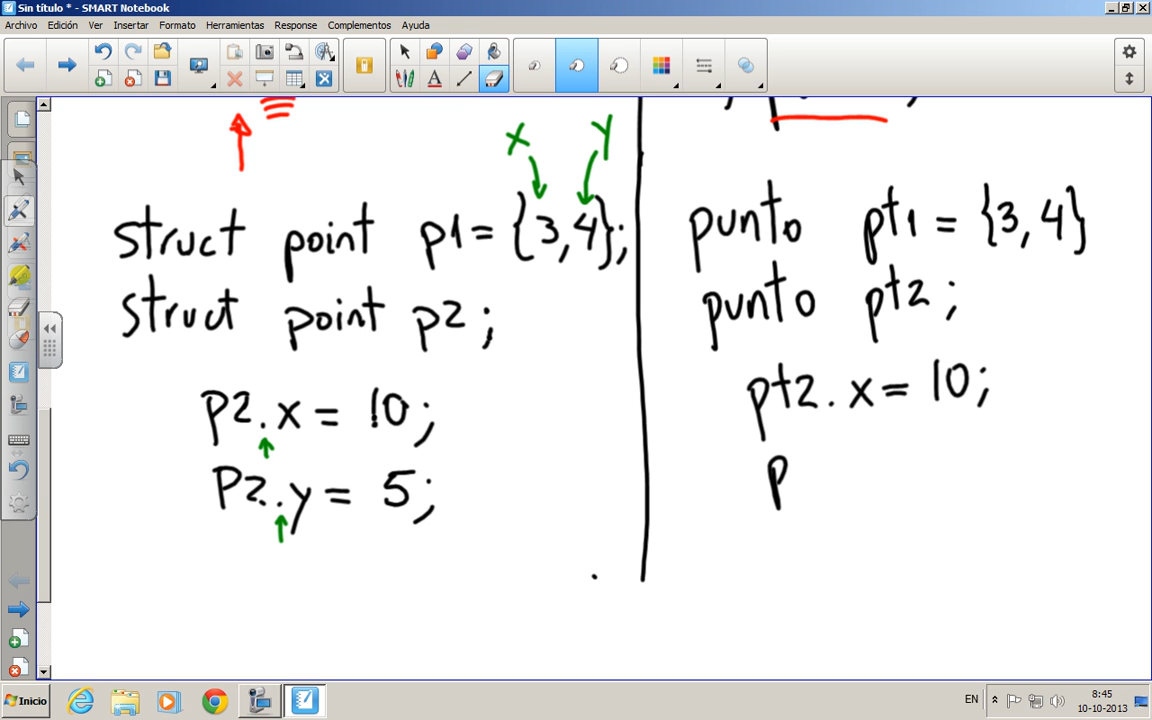 Sin título * - SMART Notebook
Archivo Edición Ver Insertar Formato Herramientas Response Complementos Ayuda
x y
struct point p1 = {3,4};
struct point p2;
p2.x = 10;
P2.y = 5;
punto pt1 = {3,4}
punto pt2;
pt2.x = 10;
p
Inicio
EN
8:45
10-10-2013